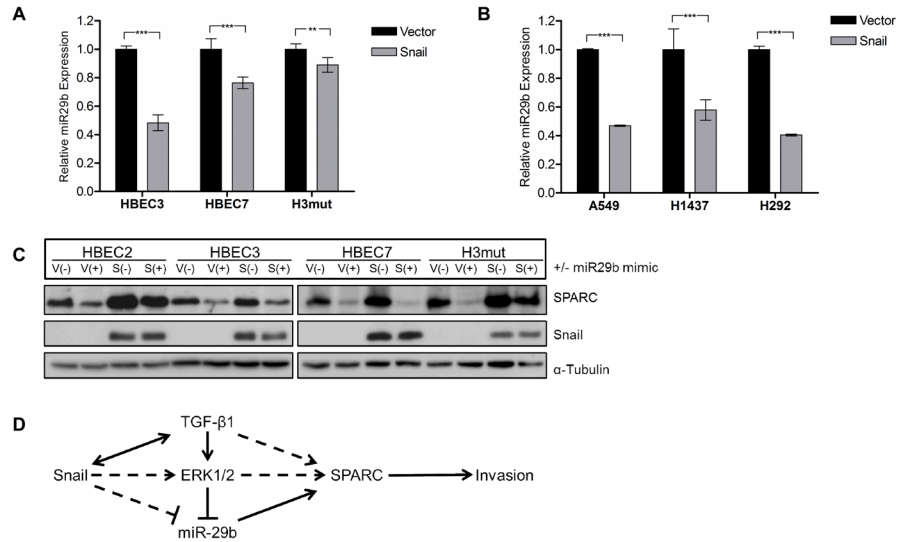 A
Relative miR29b Expression
1.2
1.0
0.8
0.6
0.4
0.2
0.0
***
***
**
HBEC3
HBEC7
H3mut
Vector
Snail
B
Relative miR29b Expression
1.2
1.0
0.8
0.6
0.4
0.2
0.0
***
***
***
A549
H1437
H292
Vector
Snail
C
HBEC2 HBEC3 HBEC7 H3mut
V(-) V(+) S(-) S(+) V(-) V(+) S(-) S(+) V(-) V(+) S(-) S(+) V(-) V(+) S(-) S(+)
+/- miR29b mimic
SPARC
Snail
α-Tubulin
D
TGF-β1
Snail ERK1/2 SPARC Invasion
miR-29b